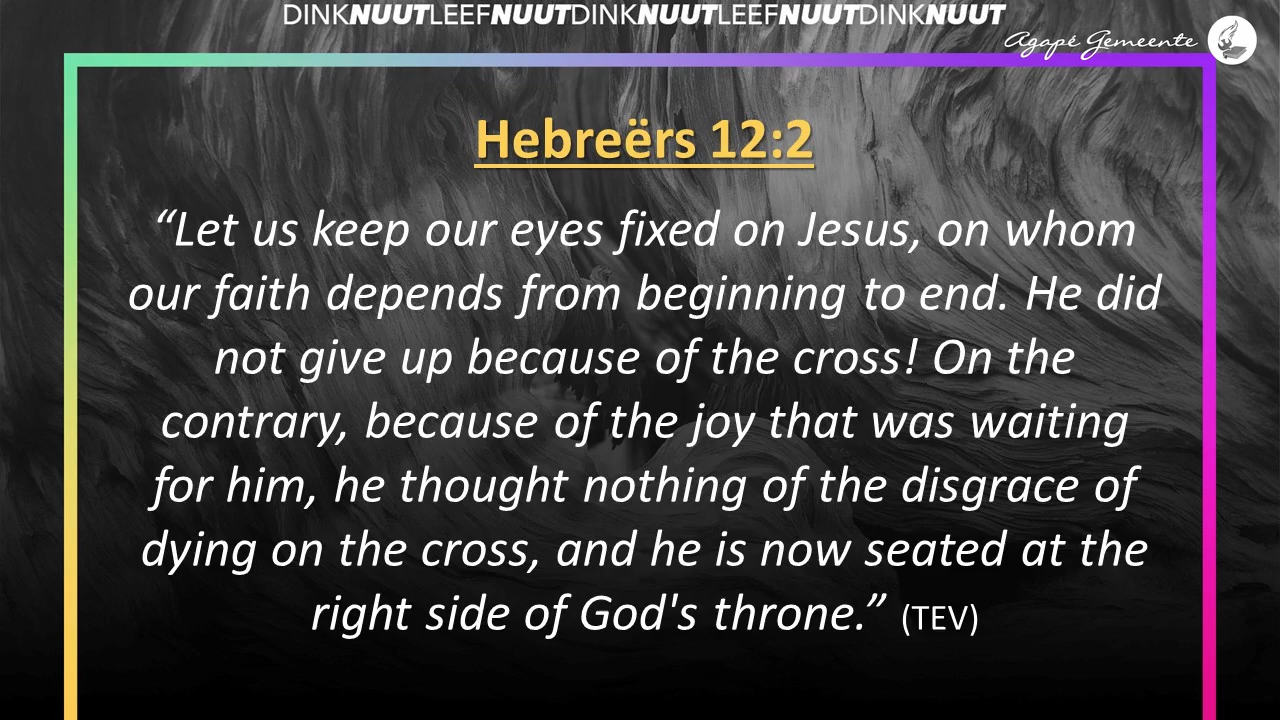 DINKNUUTLEEFNUUTDINKNUUTLEEFNUUTDINKNUUT
Agapé Gemeente
Hebreërs 12:2
“Let us keep our eyes fixed on Jesus, on whom
our faith depends from beginning to end. He did
not give up because of the cross! On the
contrary, because of the joy that was waiting
for him, he thought nothing of the disgrace of
dying on the cross, and he is now seated at the
right side of God's throne.” (TEV)